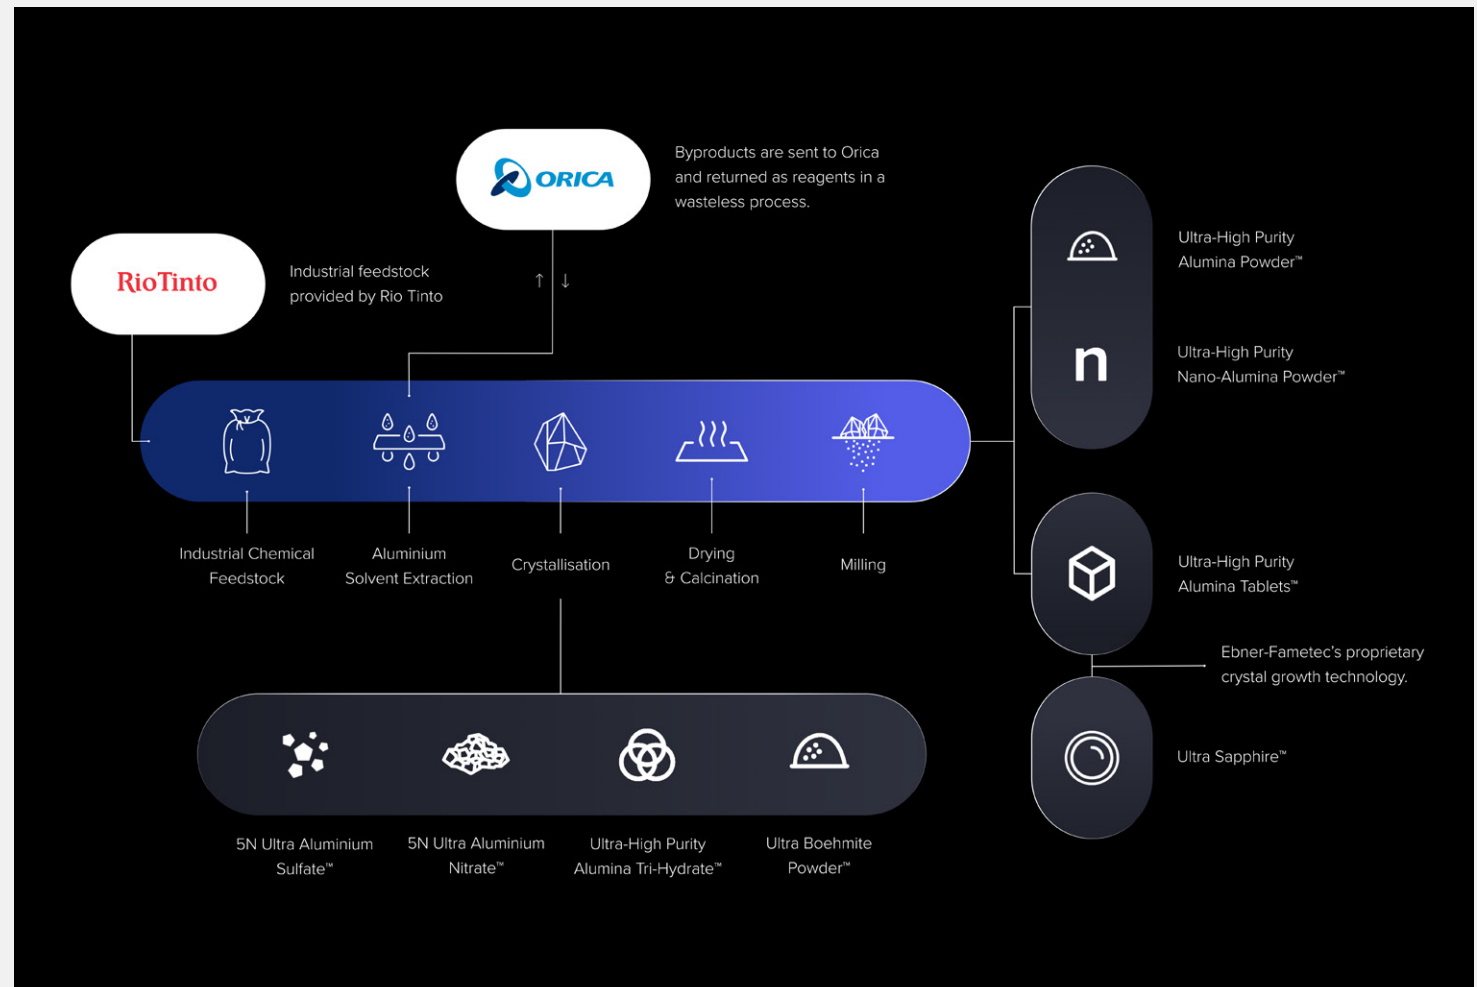 ORICA
Byproducts are sent to Orica
and returned as reagents in a
wasteless process.
RioTinto
Industrial feedstock
provided by Rio Tinto
↑ ↓
Industrial Chemical
Feedstock
Aluminium
Solvent Extraction
Crystallisation
Drying
& Calcination
Milling
Ultra-High Purity
Alumina Powder™
n
Ultra-High Purity
Nano-Alumina Powder™
Ultra-High Purity
Alumina Tablets™
Ebner-Fametec's proprietary
crystal growth technology.
Ultra Sapphire™
5N Ultra Aluminium
Sulfate™
5N Ultra Aluminium
Nitrate™
Ultra-High Purity
Alumina Tri-Hydrate™
Ultra Boehmite
Powder™